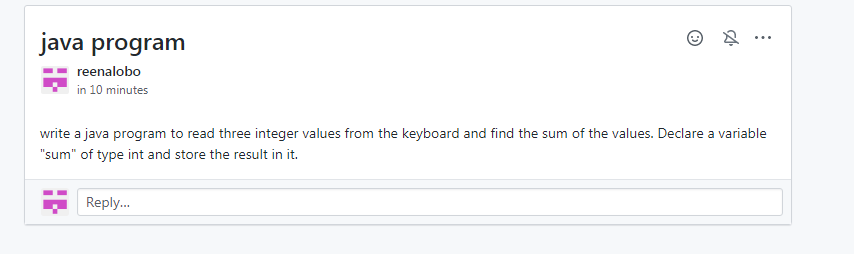 java program
reenalobo
in 10 minutes
write a java program to read three integer values from the keyboard and find the sum of the values. Declare a variable
"sum" of type int and store the result in it.
Reply...